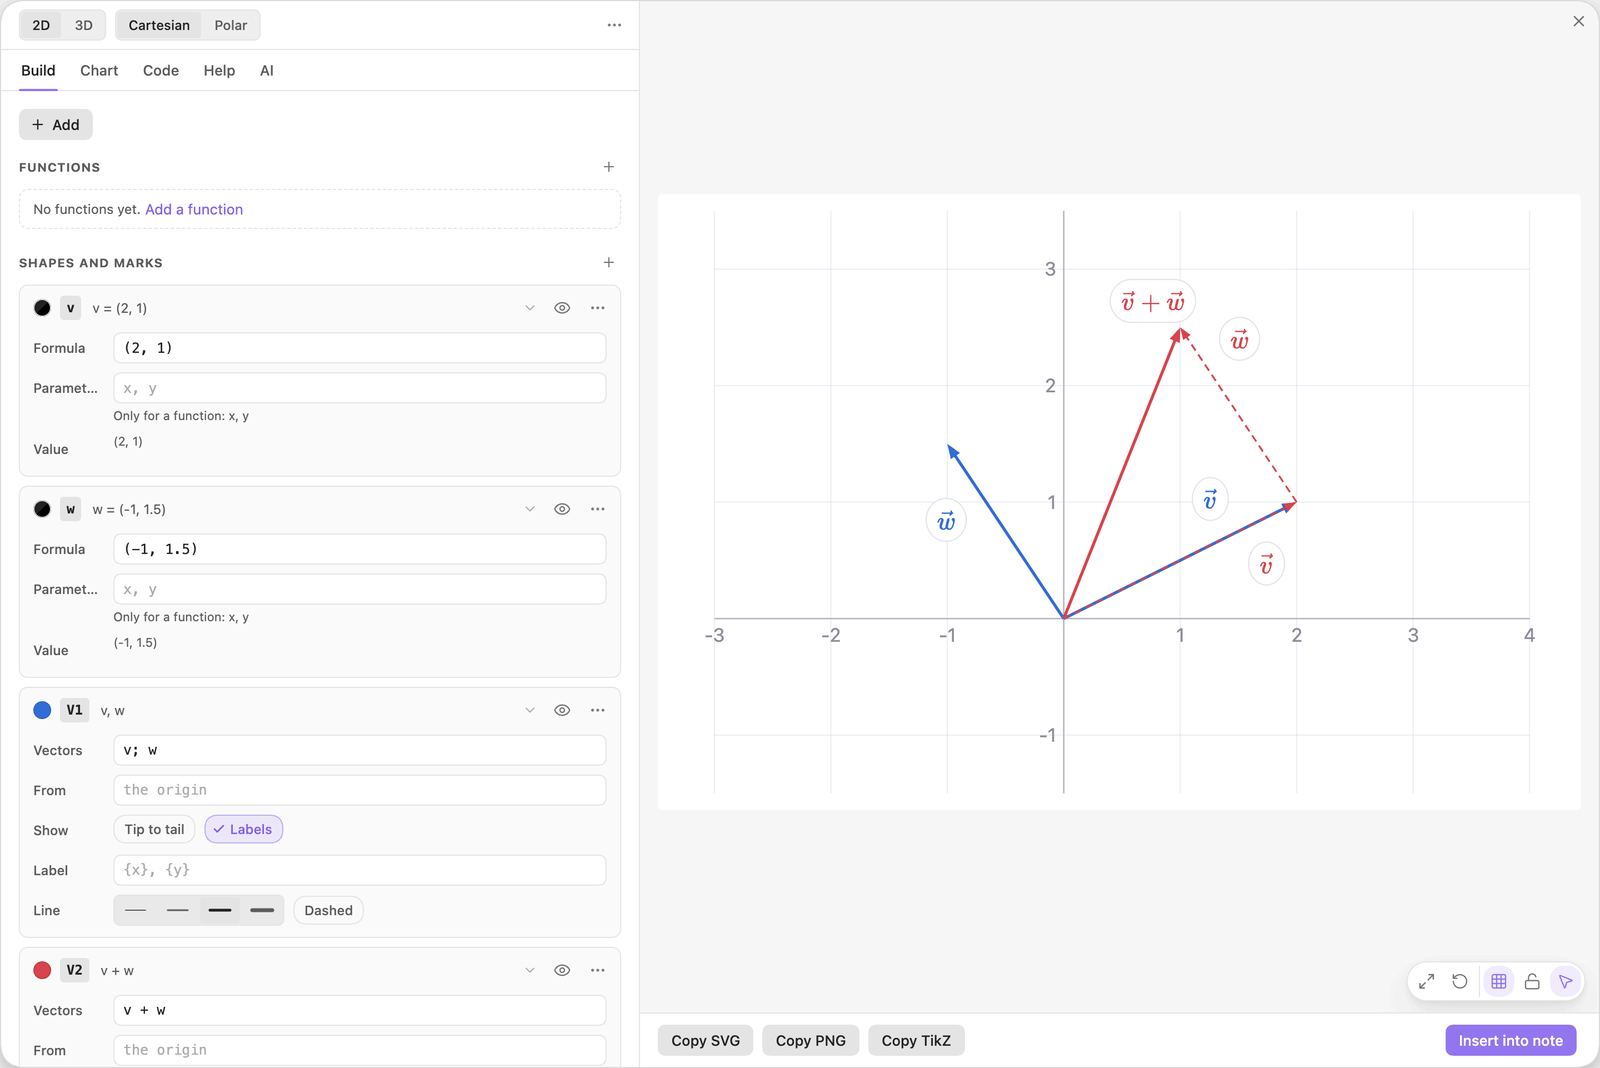 2D 3D Cartesian Polar
Build Chart Code Help AI
+ Add
FUNCTIONS
No functions yet. Add a function
SHAPES AND MARKS
v v = (2, 1)
Formula (2, 1)
Paramet... x, y
Only for a function: x, y
Value (2, 1)
w w = (-1, 1.5)
Formula (−1, 1.5)
Paramet... x, y
Only for a function: x, y
Value (-1, 1.5)
V1 v, w
Vectors v; w
From the origin
Show Tip to tail Labels
Label {x}, {y}
Line Dashed
V2 v + w
Vectors v + w
From the origin
3
v⃗ + w⃗
w⃗
2
v⃗
1
w⃗
v⃗
-3 -2 -1 1 2 3 4
-1
Copy SVG Copy PNG Copy TikZ Insert into note